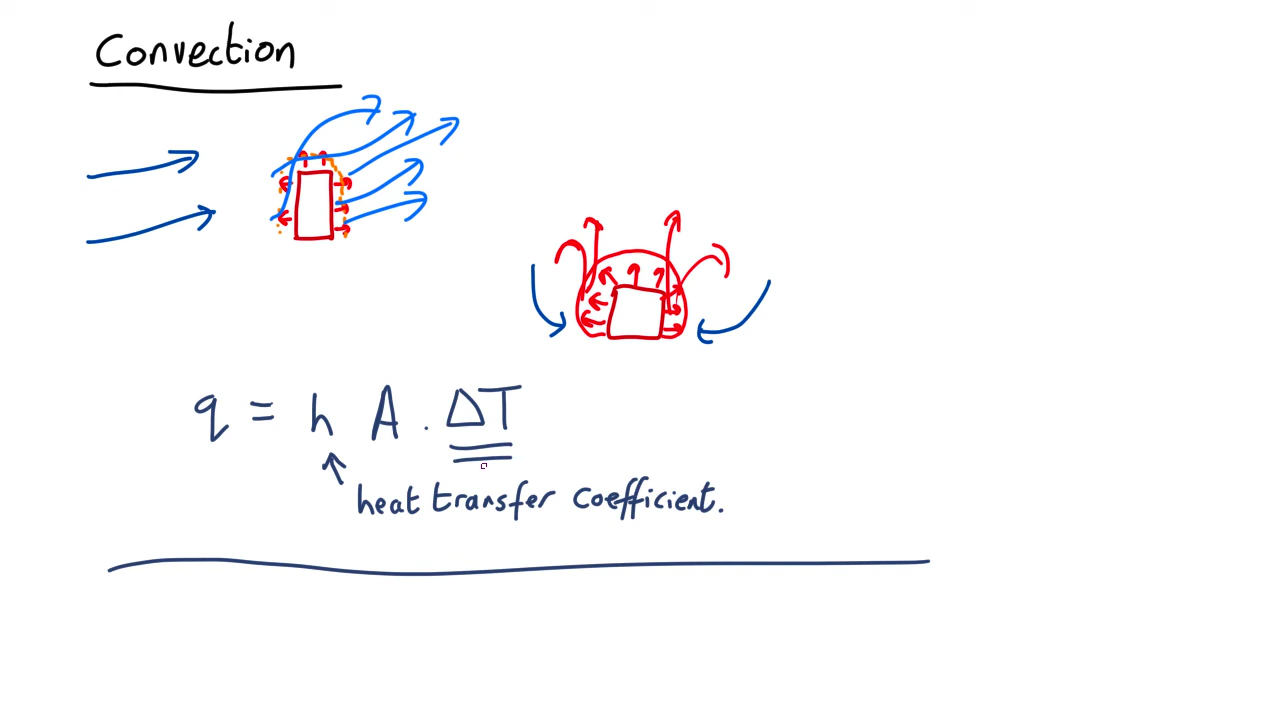 Convection
q = h A . ΔT
heat transfer coefficient.